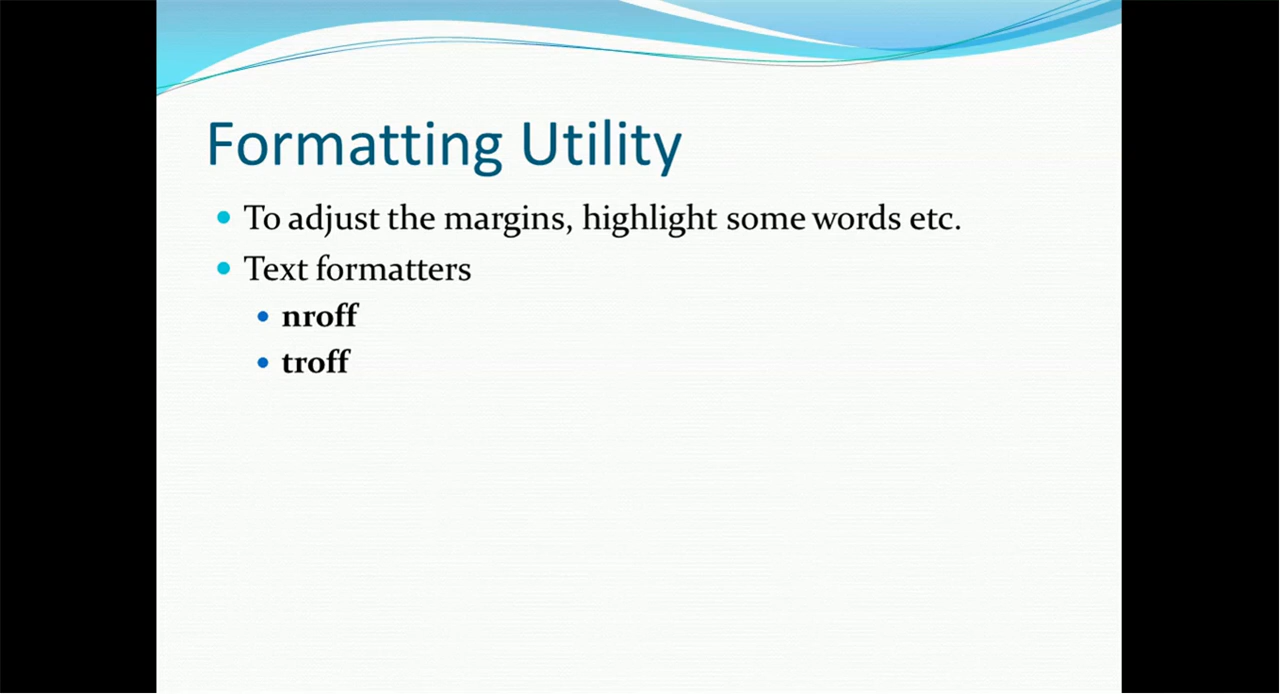 Formatting Utility
To adjust the margins, highlight some words etc.
Text formatters
nroff
troff